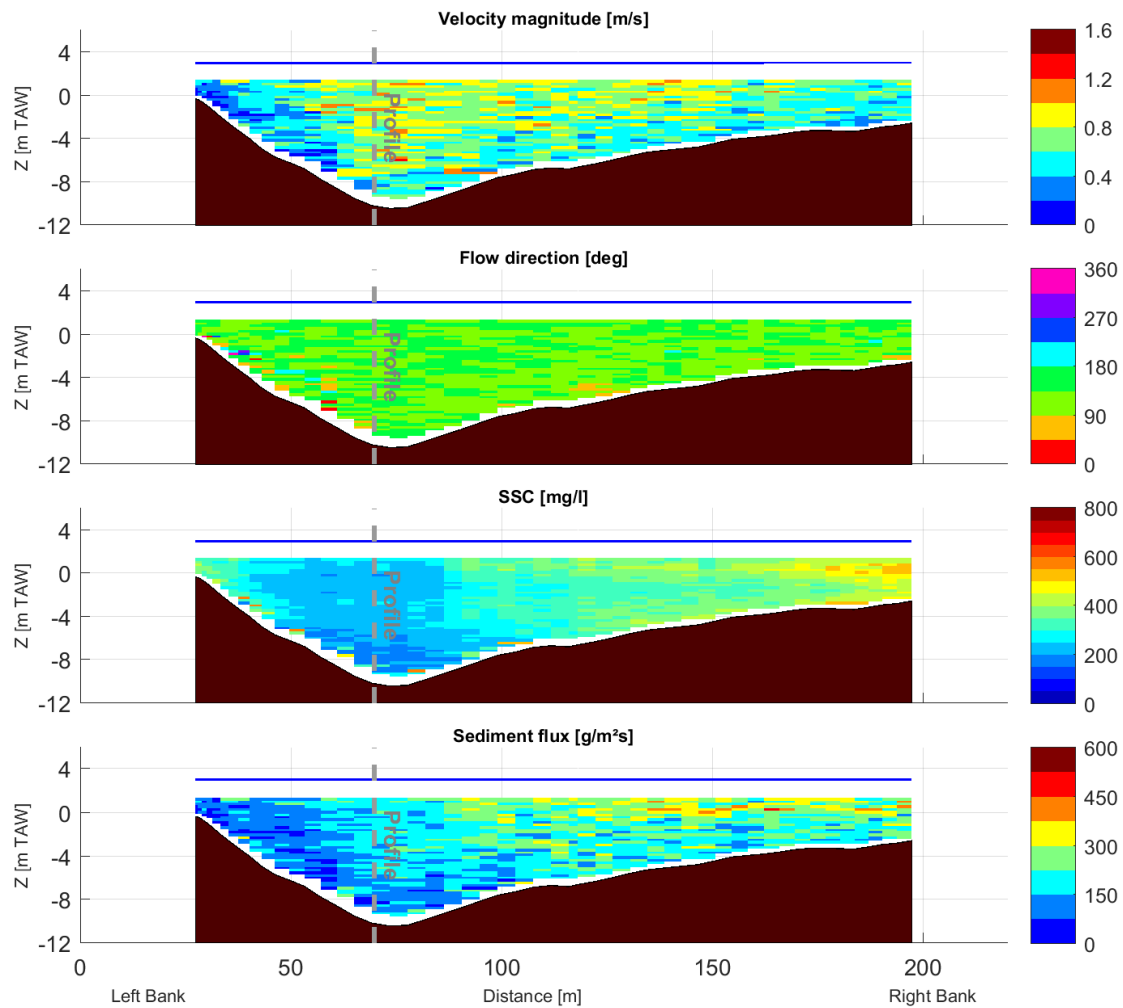 Velocity magnitude [m/s]
Z [m TAW]
4
0
-4
-8
-12
Profile
1.6
1.2
0.8
0.4
0
Flow direction [deg]
Z [m TAW]
4
0
-4
-8
-12
Profile
360
270
180
90
0
SSC [mg/l]
Z [m TAW]
4
0
-4
-8
-12
Profile
800
600
400
200
0
Sediment flux [g/m²s]
Z [m TAW]
4
0
-4
-8
-12
Profile
600
450
300
150
0
0 50 100 150 200
Left Bank Distance [m] Right Bank